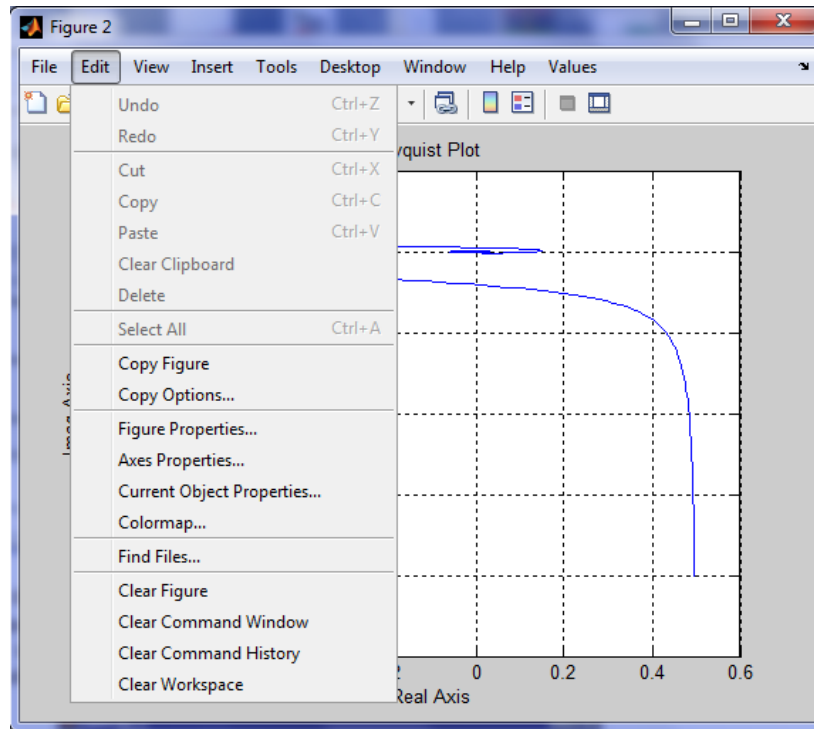 Figure 2
File Edit View Insert Tools Desktop Window Help Values
Undo Ctrl+Z
Redo Ctrl+Y
Cut Ctrl+X
Copy Ctrl+C
Paste Ctrl+V
Clear Clipboard
Delete
Select All Ctrl+A
Copy Figure
Copy Options...
Figure Properties...
Axes Properties...
Current Object Properties...
Colormap...
Find Files...
Clear Figure
Clear Command Window
Clear Command History
Clear Workspace
yquist Plot
Imag Axis
0 0.2 0.4 0.6
Real Axis